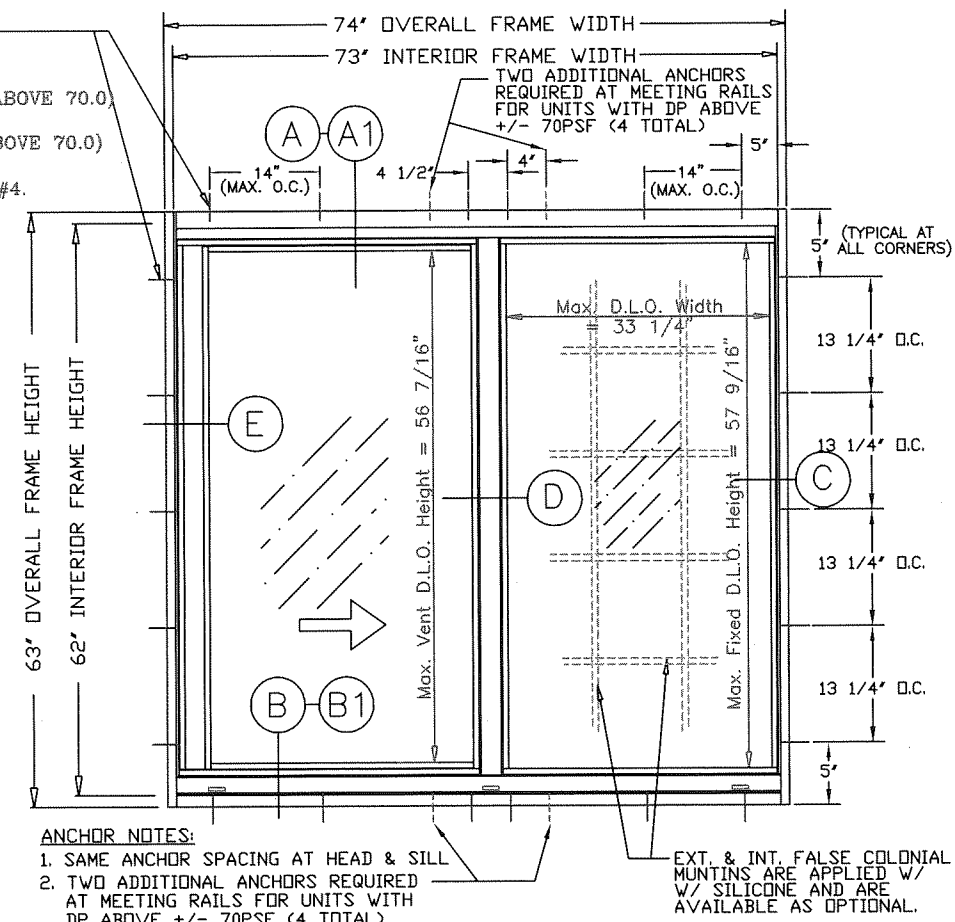 74" OVERALL FRAME WIDTH
73" INTERIOR FRAME WIDTH
TWO ADDITIONAL ANCHORS
REQUIRED AT MEETING RAILS
FOR UNITS WITH DP ABOVE
+/- 70PSF (4 TOTAL)
ABOVE 70.0)
BOVE 70.0)
#4.
A
A1
14"
(MAX. O.C.)
4 1/2"
4"
14"
(MAX. O.C.)
5"
5"
(TYPICAL AT
ALL CORNERS)
Max. D.L.O. Width
= 33 1/4"
13 1/4" O.C.
13 1/4" O.C.
13 1/4" O.C.
13 1/4" O.C.
5"
63" OVERALL FRAME HEIGHT
62" INTERIOR FRAME HEIGHT
E
Max. Vent D.L.O. Height = 56 7/16"
D
Max. Fixed D.L.O. Height = 57 9/16"
C
B
B1
ANCHOR NOTES:
1. SAME ANCHOR SPACING AT HEAD & SILL
2. TWO ADDITIONAL ANCHORS REQUIRED
AT MEETING RAILS FOR UNITS WITH
DP ABOVE +/- 70PSF (4 TOTAL)
EXT. & INT. FALSE COLONIAL
MUNTINS ARE APPLIED W/
W/ SILICONE AND ARE
AVAILABLE AS OPTIONAL.